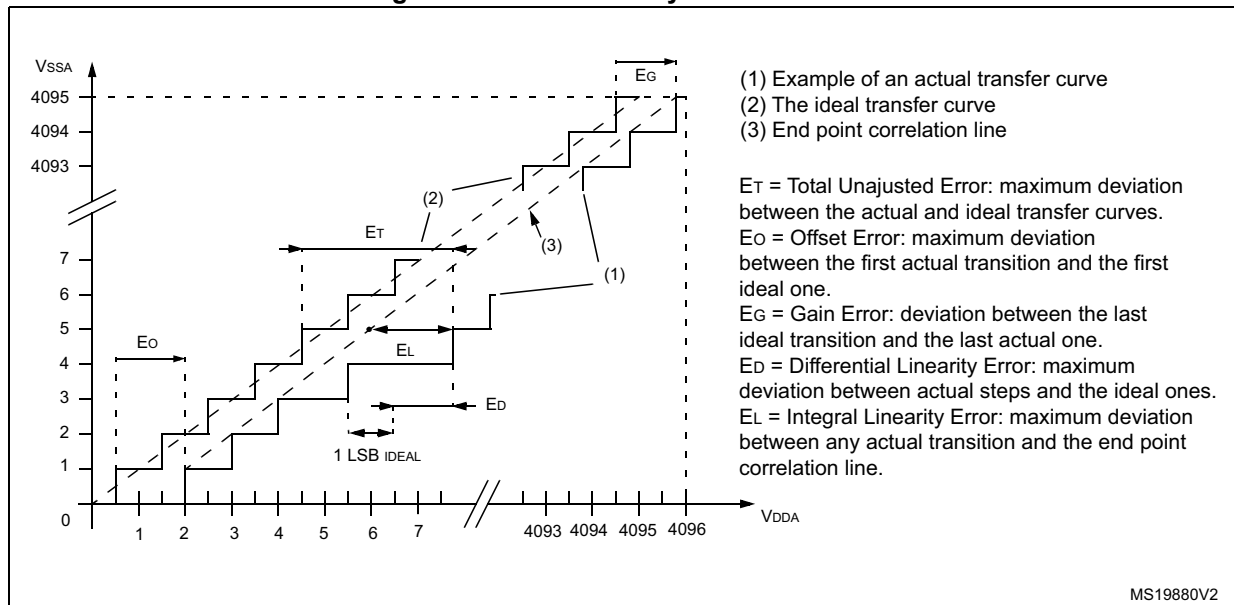 VSSA
EG
4095
4094
4093
(1) Example of an actual transfer curve
(2) The ideal transfer curve
(3) End point correlation line
ET = Total Unajusted Error: maximum deviation
between the actual and ideal transfer curves.
EO = Offset Error: maximum deviation
between the first actual transition and the first
ideal one.
EG = Gain Error: deviation between the last
ideal transition and the last actual one.
ED = Differential Linearity Error: maximum
deviation between actual steps and the ideal ones.
EL = Integral Linearity Error: maximum deviation
between any actual transition and the end point
correlation line.
(2)
ET
(3)
(1)
7
6
5
4
3
2
1
0
EO
EL
ED
1 LSB IDEAL
1 2 3 4 5 6 7 4093 4094 4095 4096
VDDA
MS19880V2